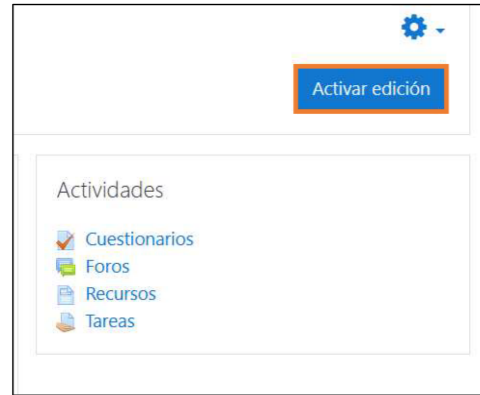 Activar edición
Actividades
Cuestionarios
Foros
Recursos
Tareas